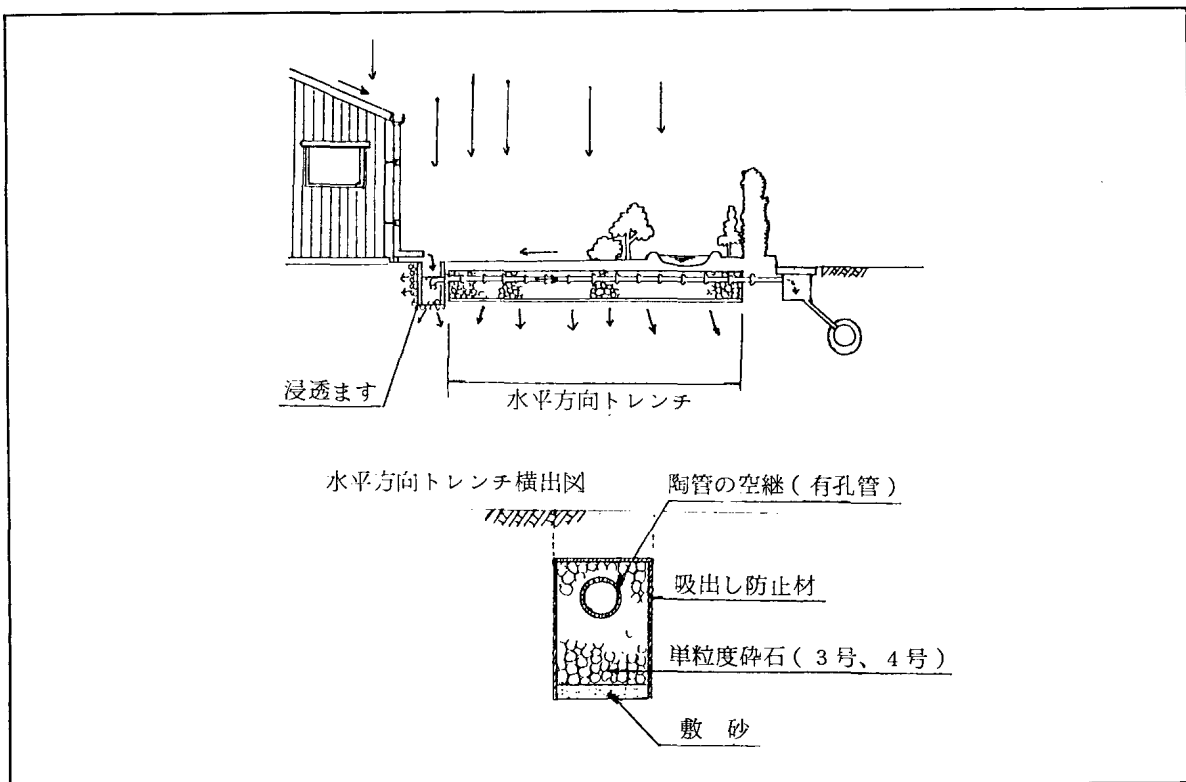 浸透ます
水平方向トレンチ
水平方向トレンチ横出図
陶管の空継(有孔管)
吸出し防止材
単粒度砕石(3号、4号)
敷砂